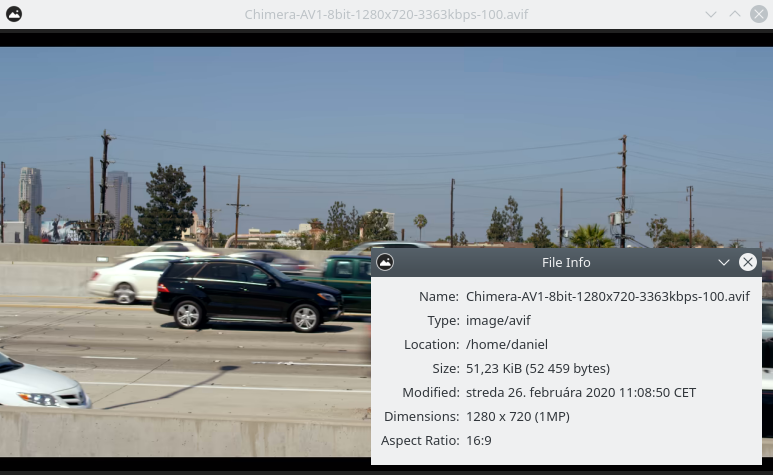 Chimera-AV1-8bit-1280x720-3363kbps-100.avif
File Info
Name: Chimera-AV1-8bit-1280x720-3363kbps-100.avif
Type: image/avif
Location: /home/daniel
Size: 51,23 KiB (52 459 bytes)
Modified: streda 26. februára 2020 11:08:50 CET
Dimensions: 1280 x 720 (1MP)
Aspect Ratio: 16:9